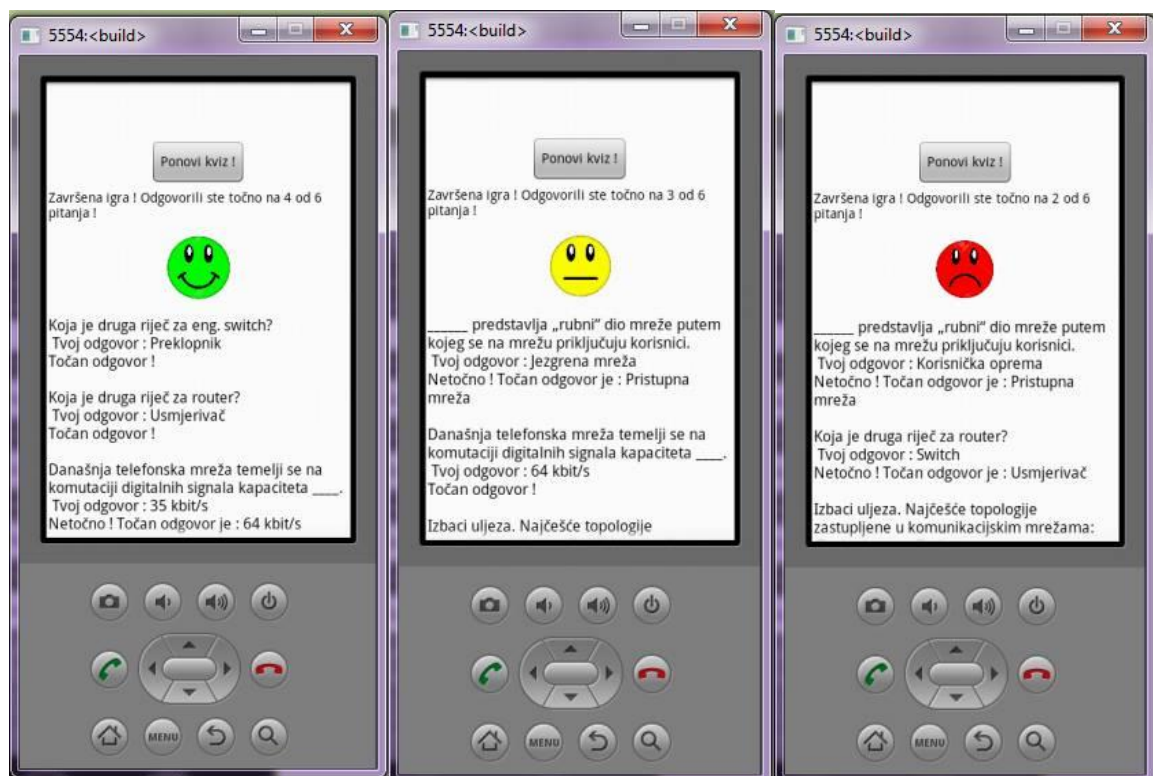 5554:<build>
Ponovi kviz !
Završena igra ! Odgovorili ste točno na 4 od 6
pitanja !
Koja je druga riječ za eng. switch?
Tvoj odgovor : Preklopnik
Točan odgovor !
Koja je druga riječ za router?
Tvoj odgovor : Usmjerivač
Točan odgovor !
Današnja telefonska mreža temelji se na
komutaciji digitalnih signala kapaciteta ____.
Tvoj odgovor : 35 kbit/s
Netočno ! Točan odgovor je : 64 kbit/s
MENU
5554:<build>
Ponovi kviz !
Završena igra ! Odgovorili ste točno na 3 od 6
pitanja !
______ predstavlja „rubni“ dio mreže putem
kojeg se na mrežu priključuju korisnici.
Tvoj odgovor : Jezgrena mreža
Netočno ! Točan odgovor je : Pristupna
mreža
Današnja telefonska mreža temelji se na
komutaciji digitalnih signala kapaciteta ____.
Tvoj odgovor : 64 kbit/s
Točan odgovor !
Izbaci uljeza. Najčešće topologije
MENU
5554:<build>
Ponovi kviz !
Završena igra ! Odgovorili ste točno na 2 od 6
pitanja !
______ predstavlja „rubni“ dio mreže putem
kojeg se na mrežu priključuju korisnici.
Tvoj odgovor : Korisnička oprema
Netočno ! Točan odgovor je : Pristupna
mreža
Koja je druga riječ za router?
Tvoj odgovor : Switch
Netočno ! Točan odgovor je : Usmjerivač
Izbaci uljeza. Najčešće topologije
zastupljene u komunikacijskim mrežama:
MENU